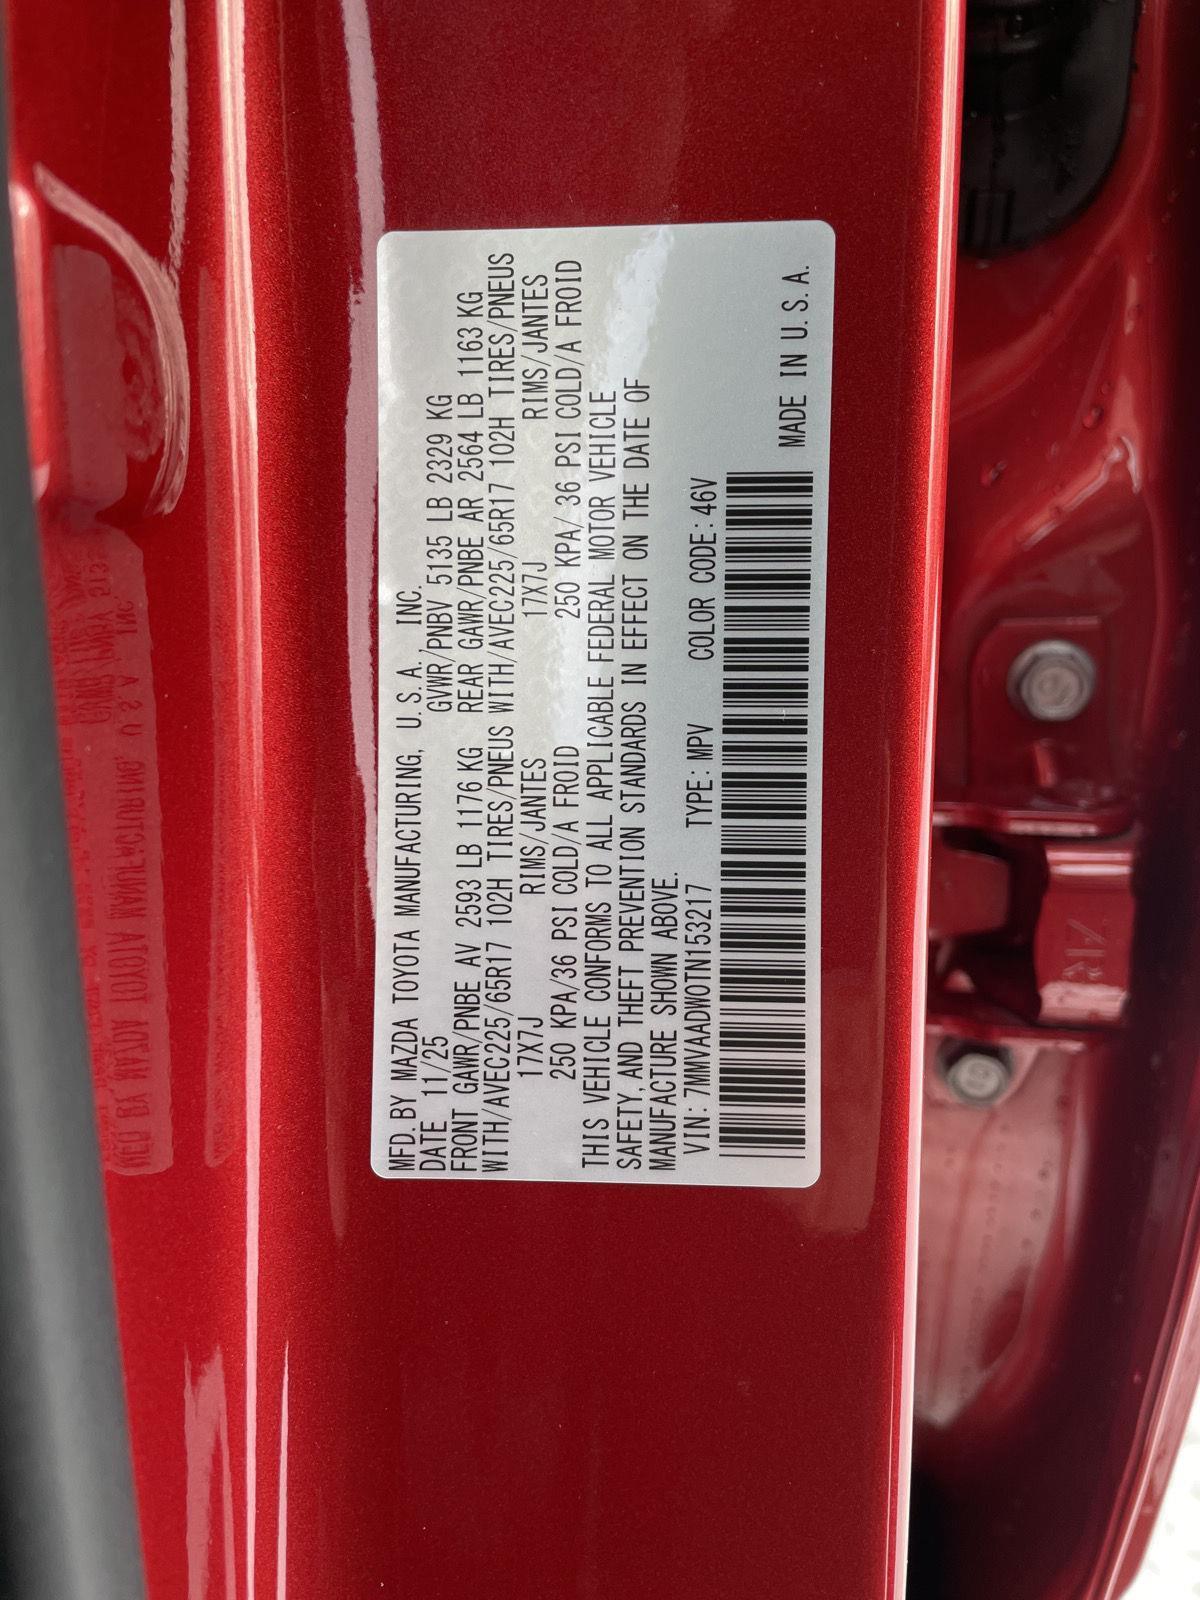 MFD. BY MAZDA TOYOTA MANUFACTURING, U. S. A., INC.
DATE 11/25 GVWR/PNBV 5135 LB 2329 KG
FRONT GAWR/PNBE AV 2593 LB 1176 KG REAR GAWR/PNBE AR 2564 LB 1163 KG
WITH/AVEC225/65R17 102H TIRES/PNEUS WITH/AVEC225/65R17 102H TIRES/PNEUS
17X7J RIMS/JANTES 17X7J RIMS/JANTES
250 KPA/36 PSI COLD/A FROID 250 KPA/ 36 PSI COLD/A FROID
THIS VEHICLE CONFORMS TO ALL APPLICABLE FEDERAL MOTOR VEHICLE
SAFETY, AND THEFT PREVENTION STANDARDS IN EFFECT ON THE DATE OF
MANUFACTURE SHOWN ABOVE.
VIN: 7MMVAADW0TN153217 TYPE: MPV COLOR CODE: 46V
MADE IN U. S. A.